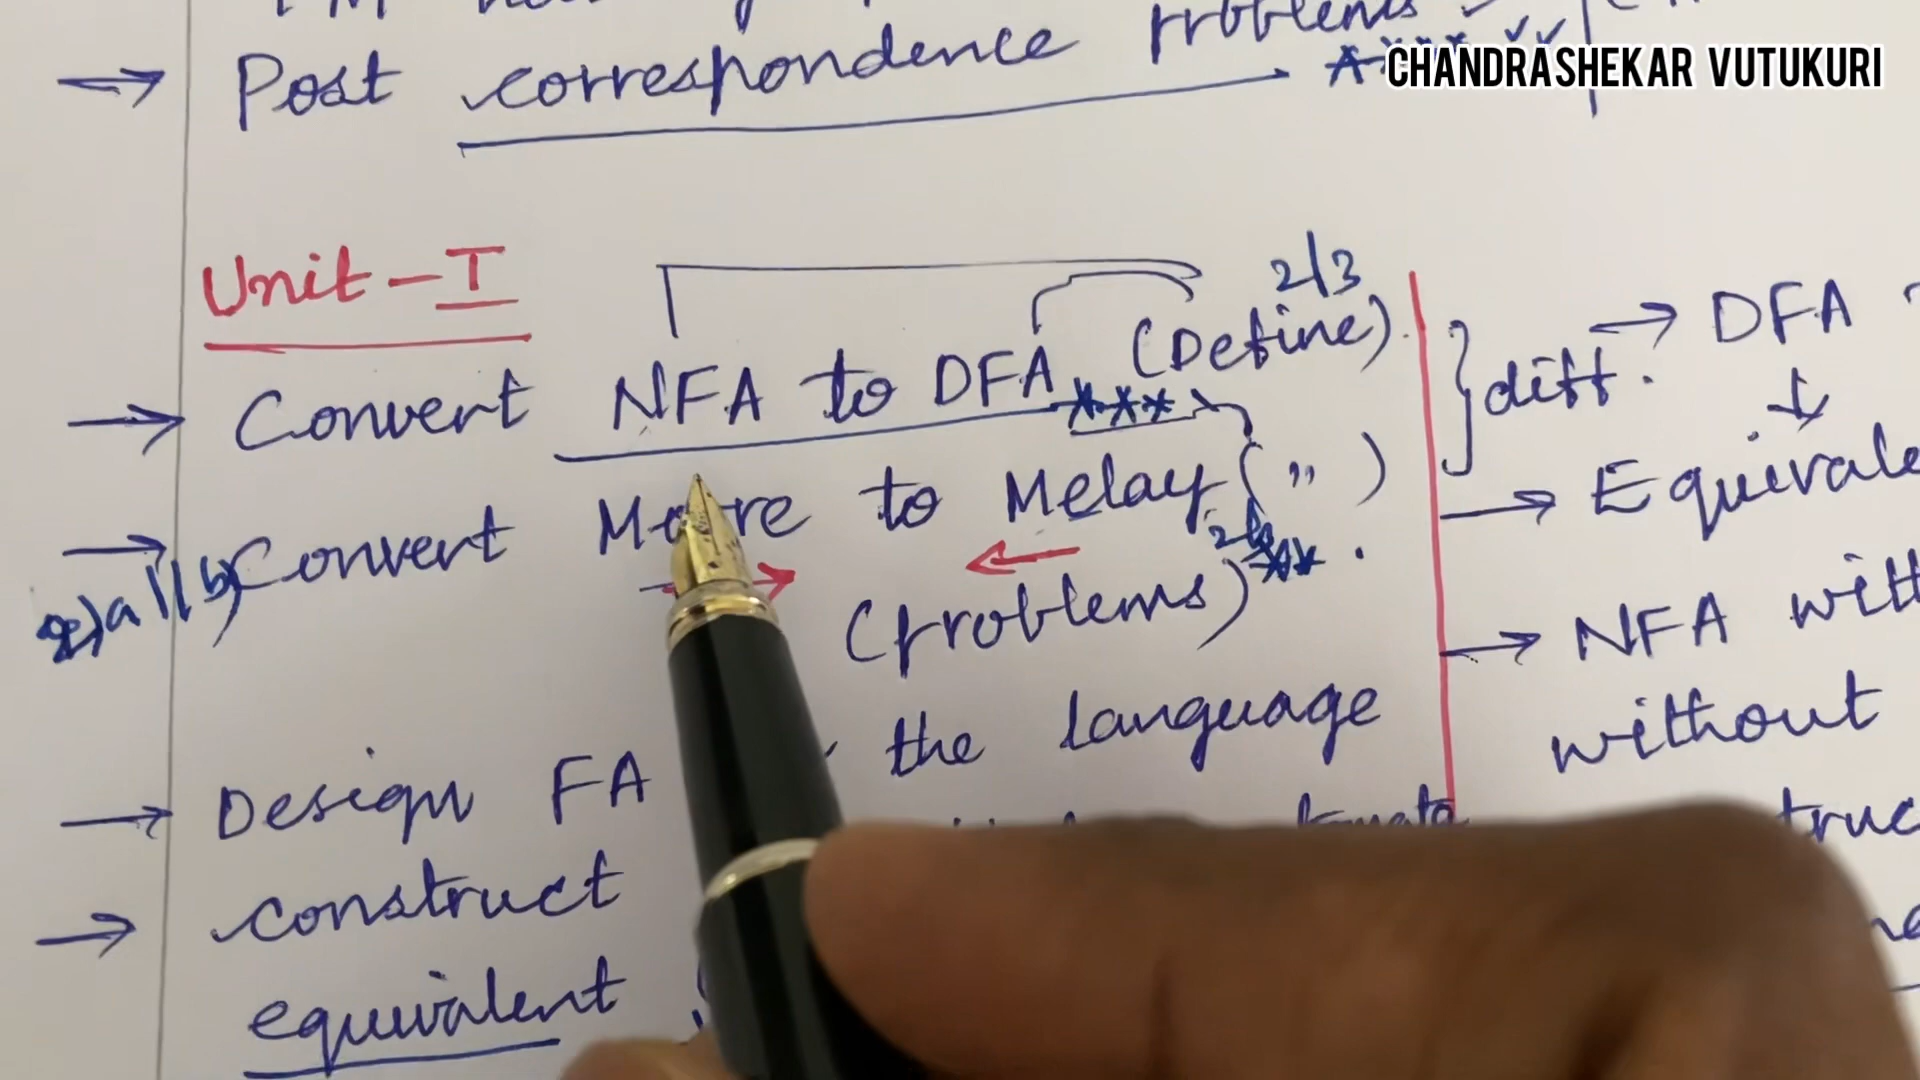 Post correspondence problems
CHANDRASHEKAR VUTUKURI
Unit-I
Convert NFA to DFA *** (Define) 2/3
Convert Moore to Melay ( " )
(problems) **
Design FA the language
construct
equivalent
diff. → DFA
→ Equivale
→ NFA with
without
truc